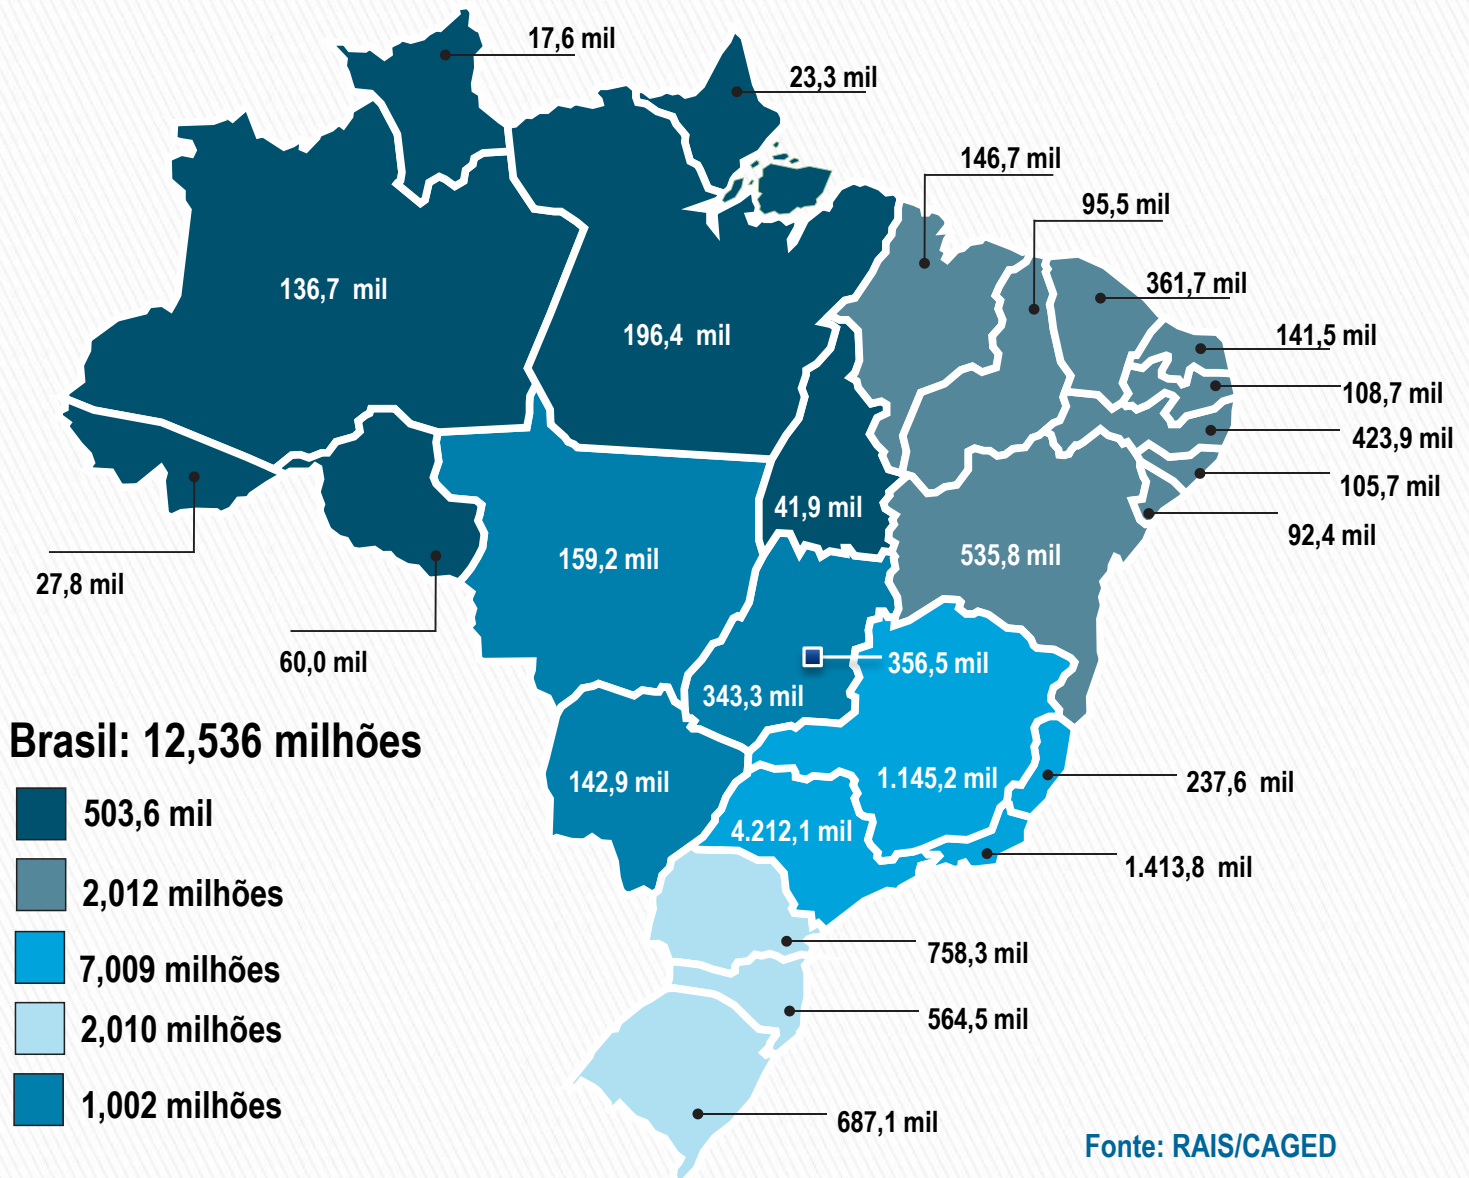 17,6 mil
23,3 mil
146,7 mil
95,5 mil
136,7 mil
361,7 mil
196,4 mil
141,5 mil
108,7 mil
423,9 mil
105,7 mil
41,9 mil
92,4 mil
159,2 mil
535,8 mil
27,8 mil
60,0 mil
356,5 mil
343,3 mil
Brasil: 12,536 milhões
142,9 mil
1.145,2 mil
237,6 mil
503,6 mil
4.212,1 mil
1.413,8 mil
2,012 milhões
758,3 mil
7,009 milhões
564,5 mil
2,010 milhões
1,002 milhões
687,1 mil
Fonte: RAIS/CAGED